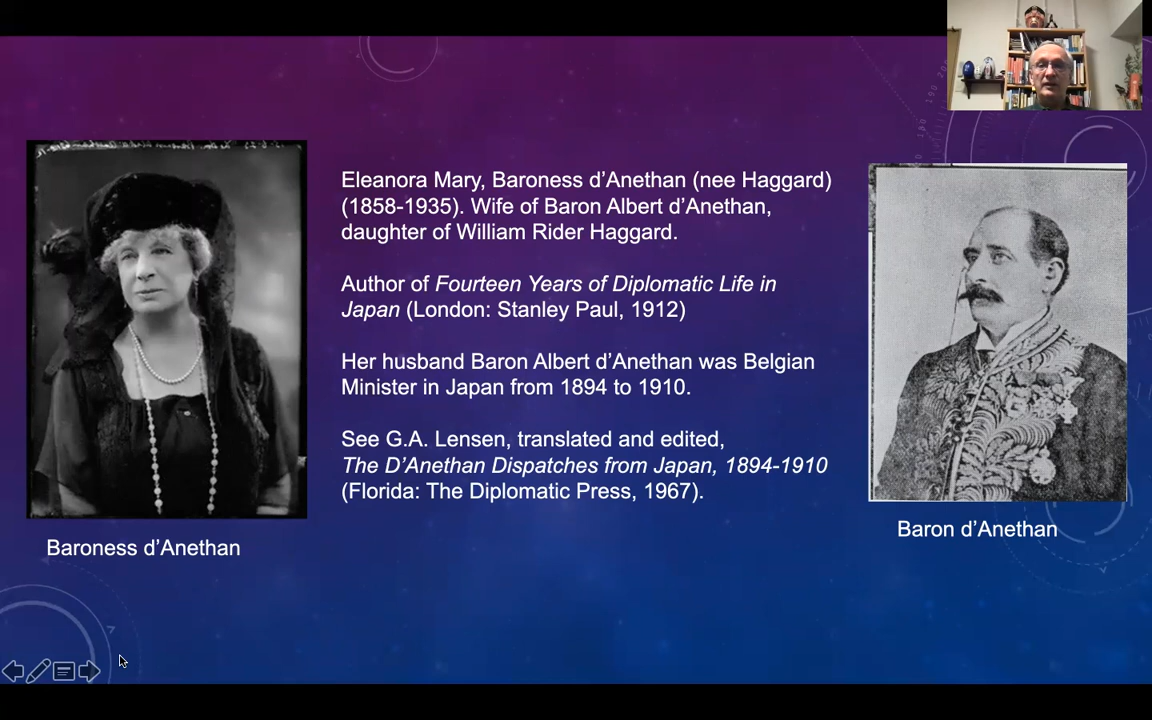 Eleanora Mary, Baroness d’Anethan (nee Haggard)
(1858-1935). Wife of Baron Albert d’Anethan,
daughter of William Rider Haggard.
Author of Fourteen Years of Diplomatic Life in
Japan (London: Stanley Paul, 1912)
Her husband Baron Albert d’Anethan was Belgian
Minister in Japan from 1894 to 1910.
See G.A. Lensen, translated and edited,
The D’Anethan Dispatches from Japan, 1894-1910
(Florida: The Diplomatic Press, 1967).
Baroness d’Anethan
Baron d’Anethan